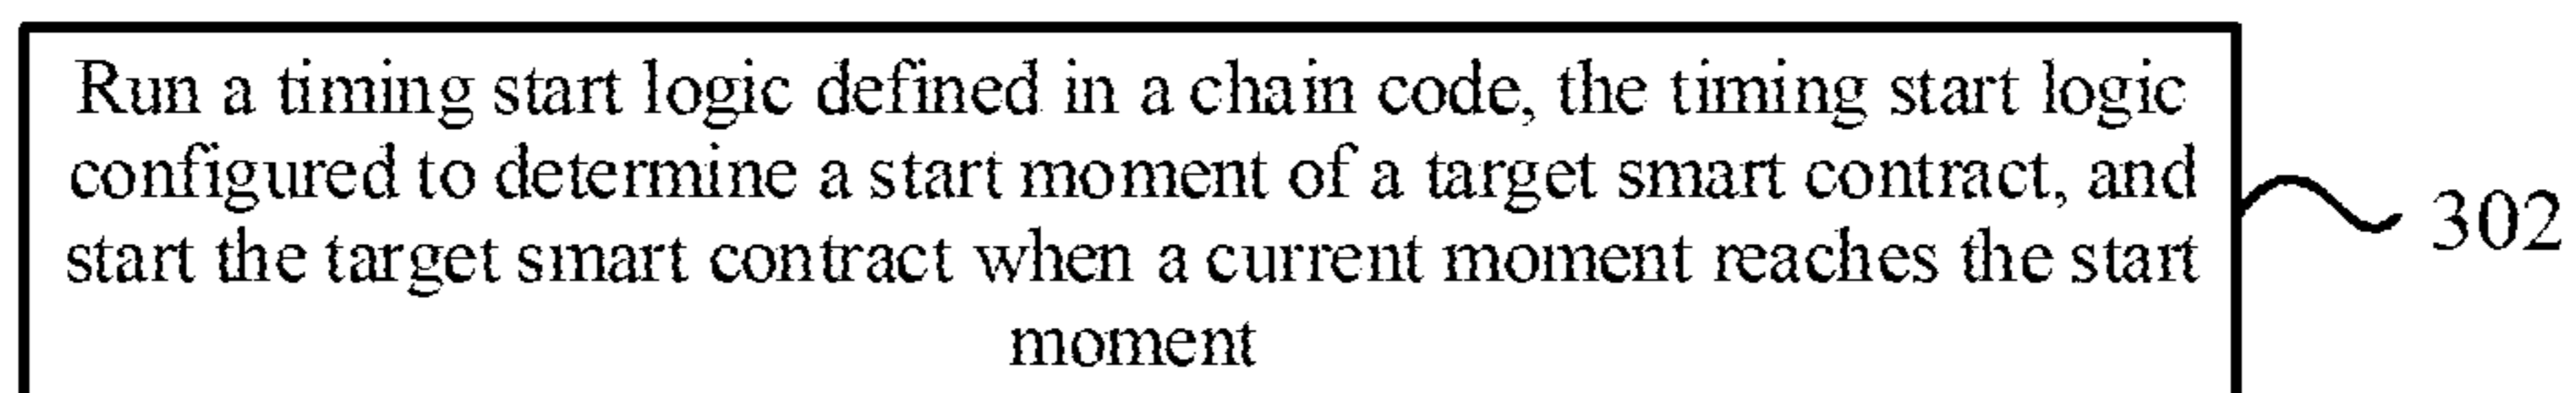 Run a timing start logic defined in a chain code, the timing start logic
configured to determine a start moment of a target smart contract, and
start the target smart contract when a current moment reaches the start
moment
302